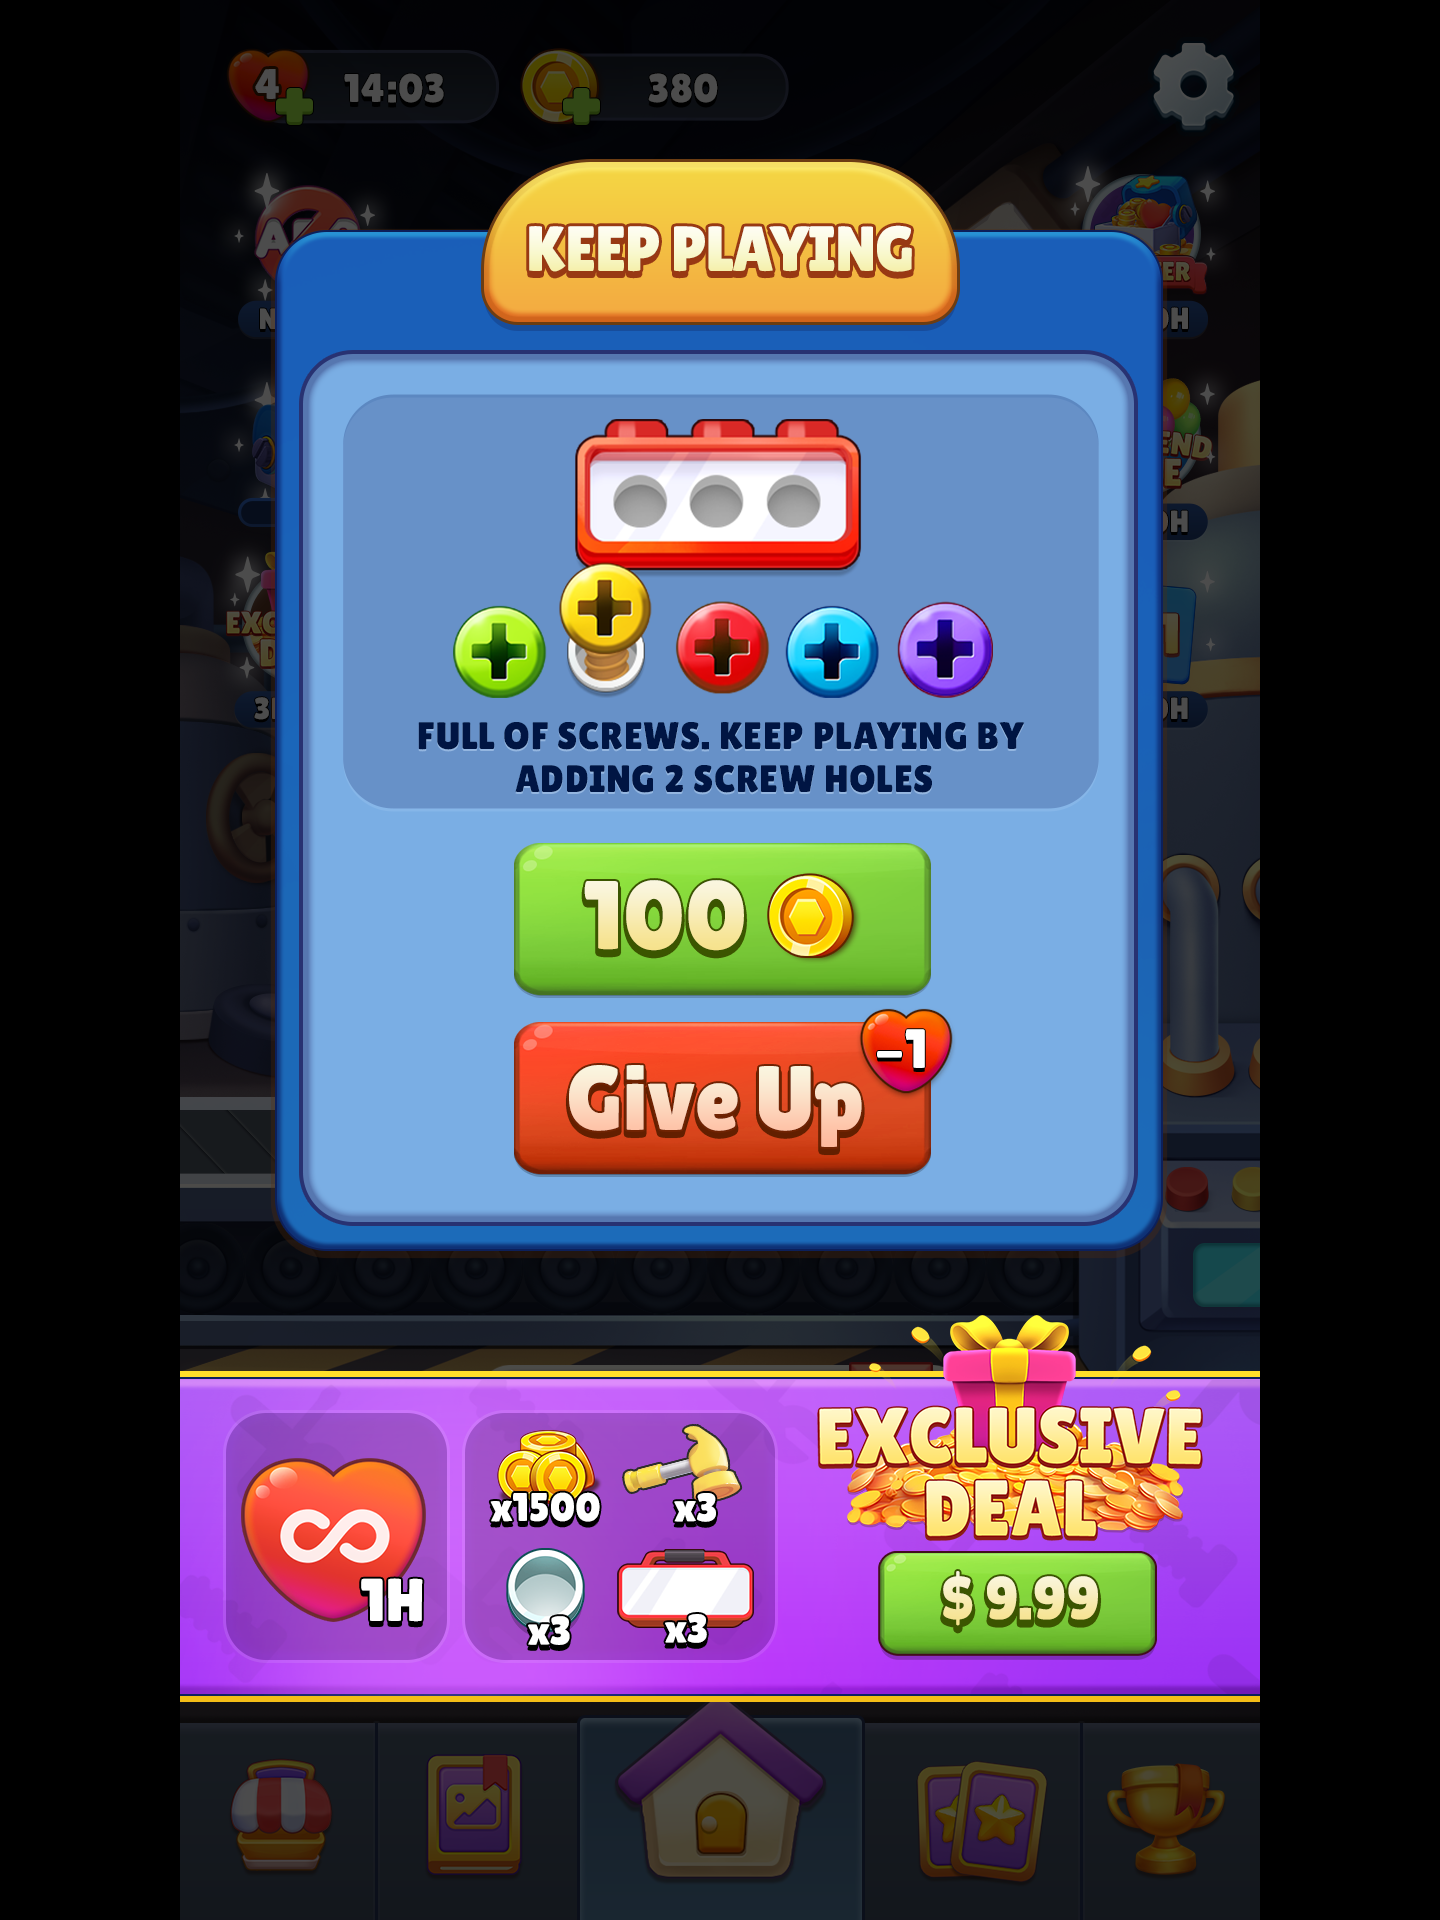 4
14:03
380
KEEP PLAYING
FULL OF SCREWS. KEEP PLAYING BY
ADDING 2 SCREW HOLES
100
-1
Give Up
EXCLUSIVE
DEAL
$ 9.99
1H
x1500
x3
x3
x3